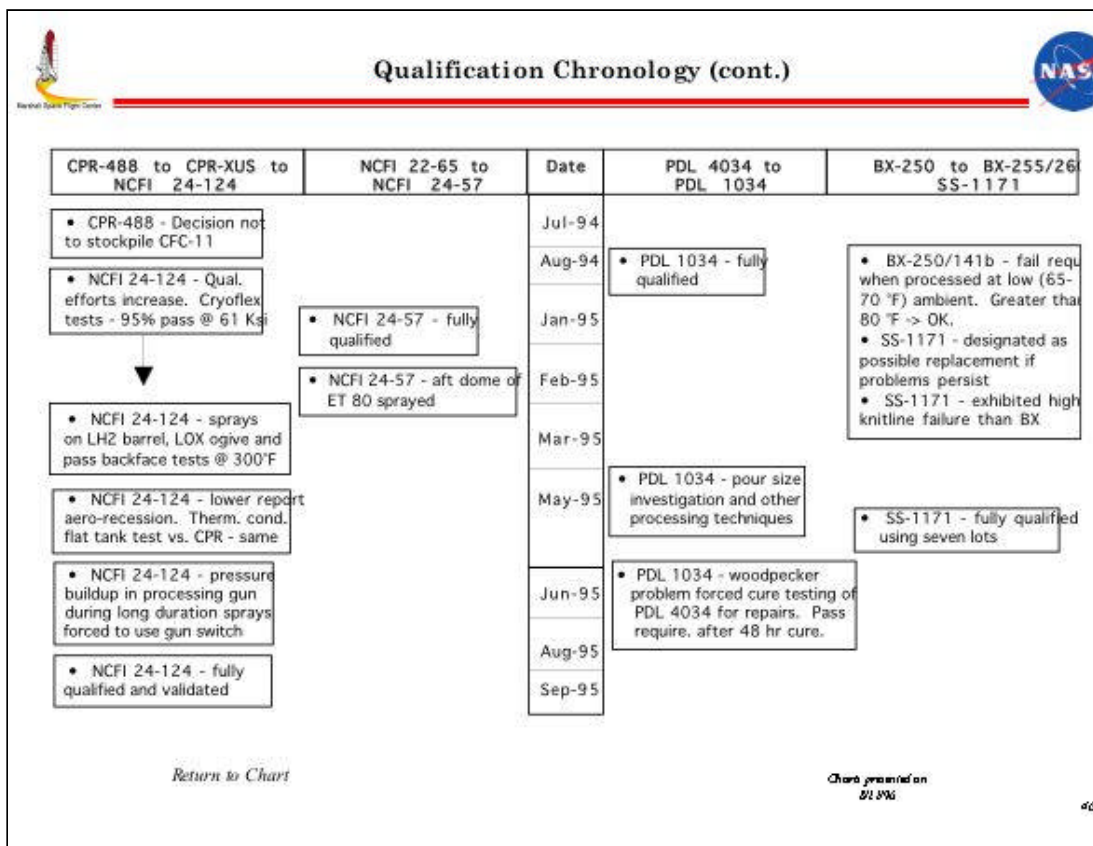 Qualification Chronology (cont.)
NAS
Marshall Space Flight Center
CPR-488 to CPR-XUS to
NCFI 24-124
NCFI 22-65 to
NCFI 24-57
Date
PDL 4034 to
PDL 1034
BX-250 to BX-255/26
SS-1171
• CPR-488 - Decision not
to stockpile CFC-11
• NCFI 24-124 - Qual.
efforts increase. Cryoflex
tests - 95% pass @ 61 Ksi
• NCFI 24-124 - sprays
on LH2 barrel, LOX ogive and
pass backface tests @ 300°F
• NCFI 24-124 - lower report
aero-recession. Therm. cond.
flat tank test vs. CPR - same
• NCFI 24-124 - pressure
buildup in processing gun
during long duration sprays
forced to use gun switch
• NCFI 24-124 - fully
qualified and validated
• NCFI 24-57 - fully
qualified
• NCFI 24-57 - aft dome of
ET 80 sprayed
Jul-94
Aug-94
Jan-95
Feb-95
Mar-95
May-95
Jun-95
Aug-95
Sep-95
• PDL 1034 - fully
qualified
• PDL 1034 - pour size
investigation and other
processing techniques
• PDL 1034 - woodpecker
problem forced cure testing of
PDL 4034 for repairs. Pass
require. after 48 hr cure.
• BX-250/141b - fail requ
when processed at low (65-
70 °F) ambient. Greater tha
80 °F -> OK.
• SS-1171 - designated as
possible replacement if
problems persist
• SS-1171 - exhibited high
knitline failure than BX
• SS-1171 - fully qualified
using seven lots
Return to Chart
Charts presented on